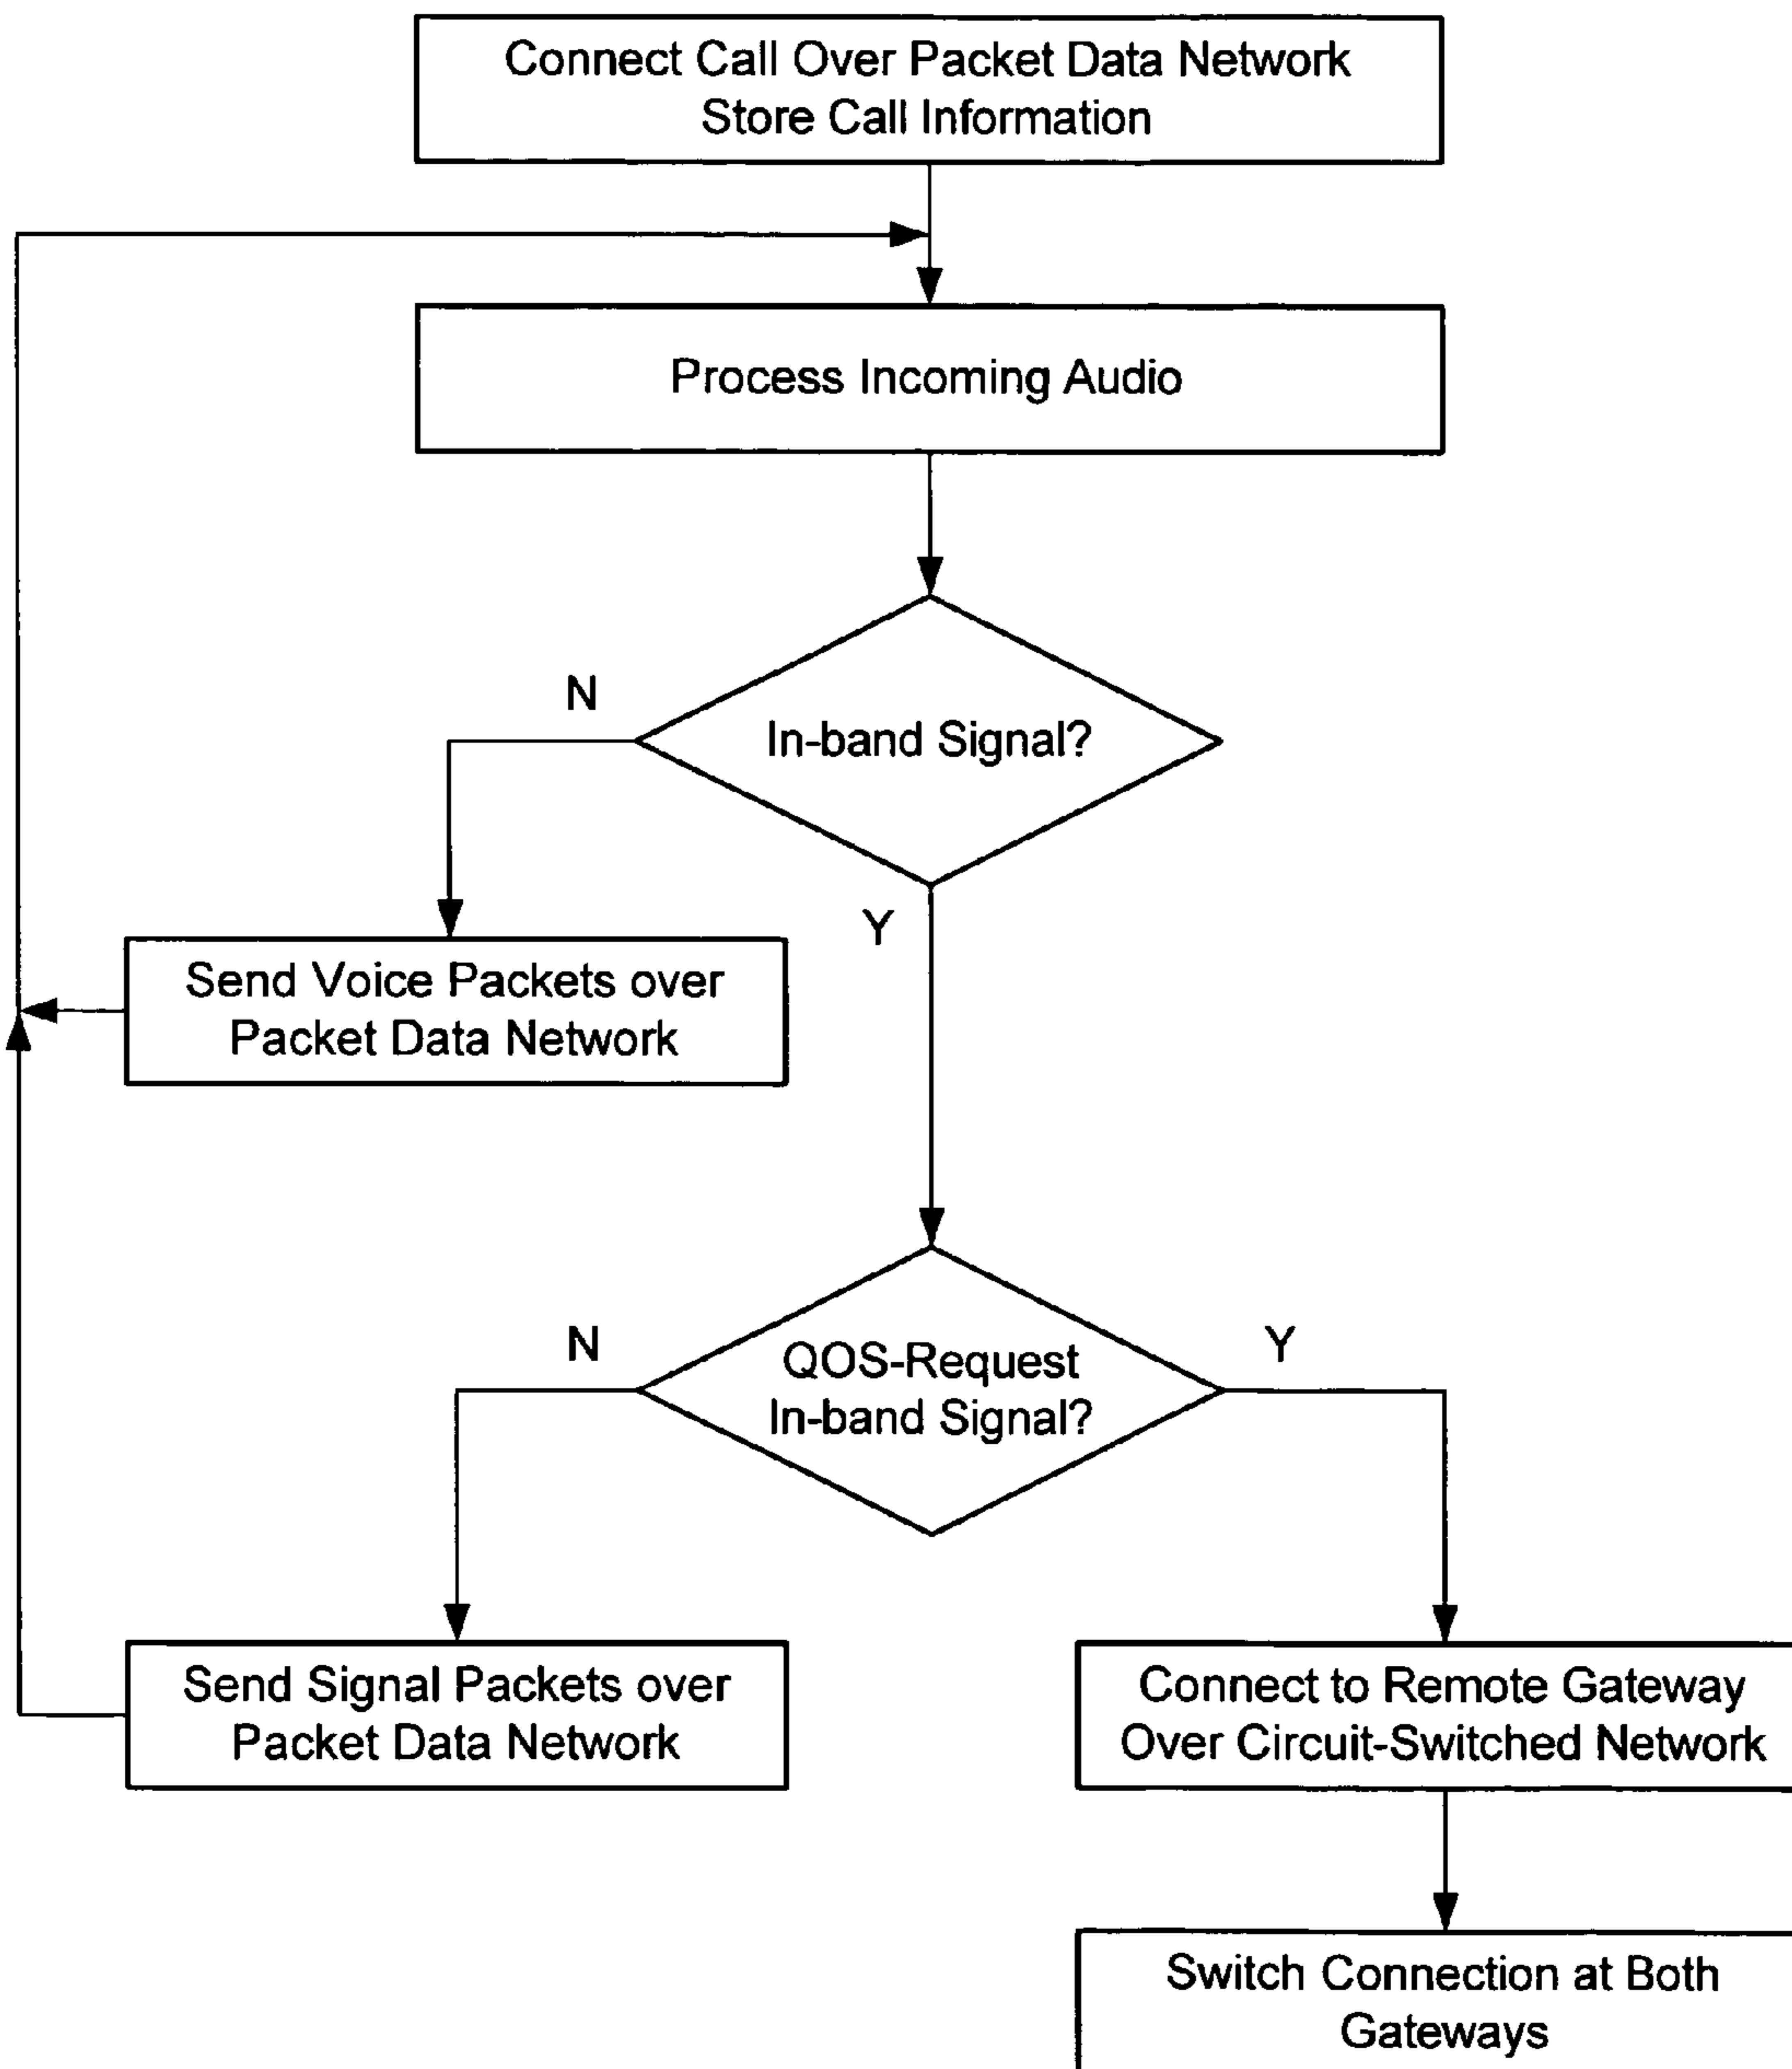 Connect Call Over Packet Data Network
Store Call Information
Process Incoming Audio
N
In-band Signal?
Y
Send Voice Packets over
Packet Data Network
N
QOS-Request
In-band Signal?
Y
Send Signal Packets over
Packet Data Network
Connect to Remote Gateway
Over Circuit-Switched Network
Switch Connection at Both
Gateways